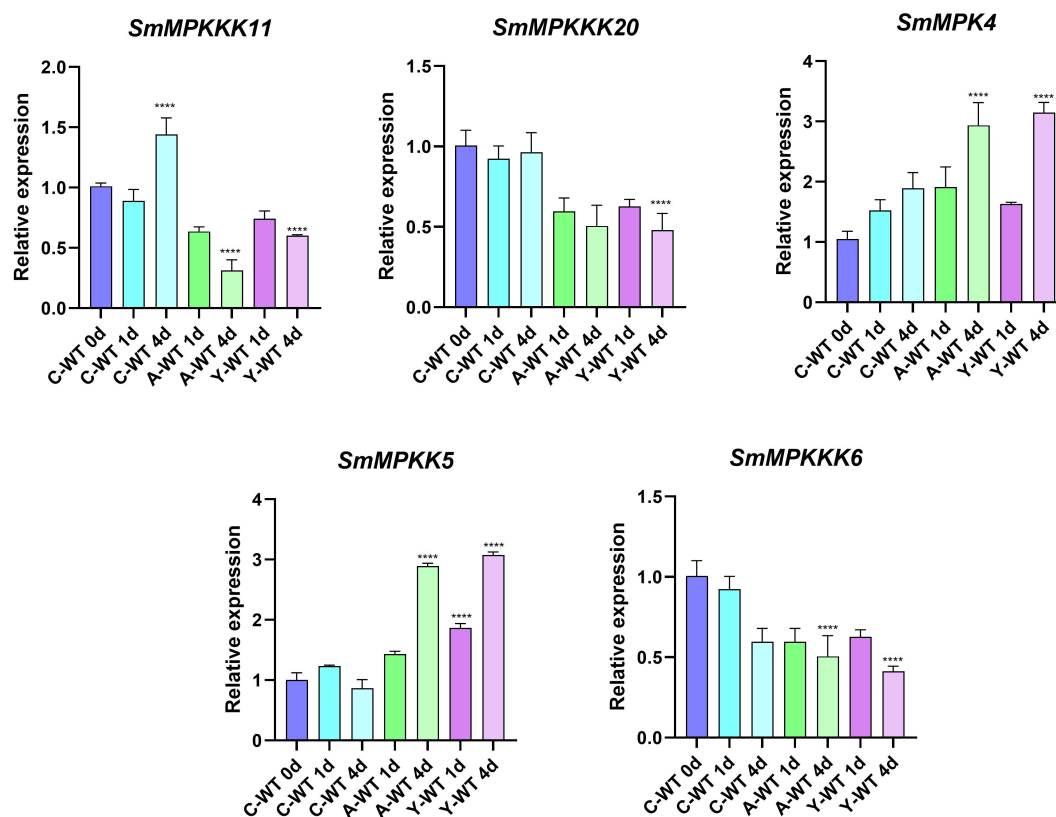 SmMPKKK11
Relative expression
2.0
1.5
1.0
0.5
0.0
****
****
****
C-WT 0d
C-WT 1d
C-WT 4d
A-WT 1d
A-WT 4d
Y-WT 1d
Y-WT 4d
SmMPKKK20
Relative expression
1.5
1.0
0.5
0.0
****
C-WT 0d
C-WT 1d
C-WT 4d
A-WT 1d
A-WT 4d
Y-WT 1d
Y-WT 4d
SmMPK4
Relative expression
4
3
2
1
0
****
****
C-WT 0d
C-WT 1d
C-WT 4d
A-WT 1d
A-WT 4d
Y-WT 1d
Y-WT 4d
SmMPKK5
Relative expression
4
3
2
1
0
****
****
****
C-WT 0d
C-WT 1d
C-WT 4d
A-WT 1d
A-WT 4d
Y-WT 1d
Y-WT 4d
SmMPKKK6
Relative expression
1.5
1.0
0.5
0.0
****
****
C-WT 0d
C-WT 1d
C-WT 4d
A-WT 1d
A-WT 4d
Y-WT 1d
Y-WT 4d